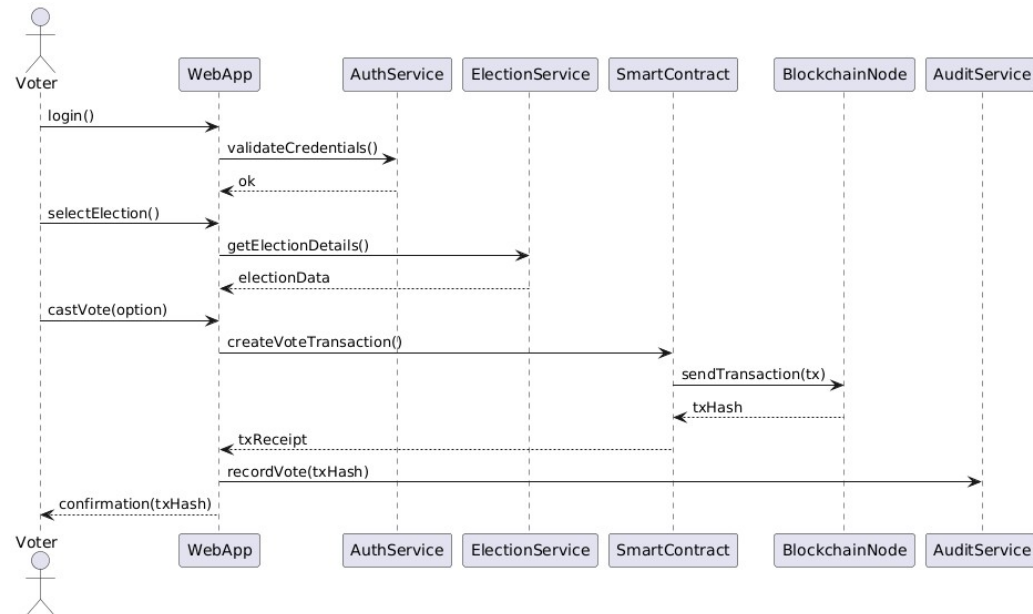 Voter
WebApp AuthService ElectionService SmartContract BlockchainNode AuditService
login()
validateCredentials()
ok
selectElection()
getElectionDetails()
electionData
castVote(option)
createVoteTransaction()
sendTransaction(tx)
txHash
txReceipt
recordVote(txHash)
confirmation(txHash)
Voter
WebApp AuthService ElectionService SmartContract BlockchainNode AuditService